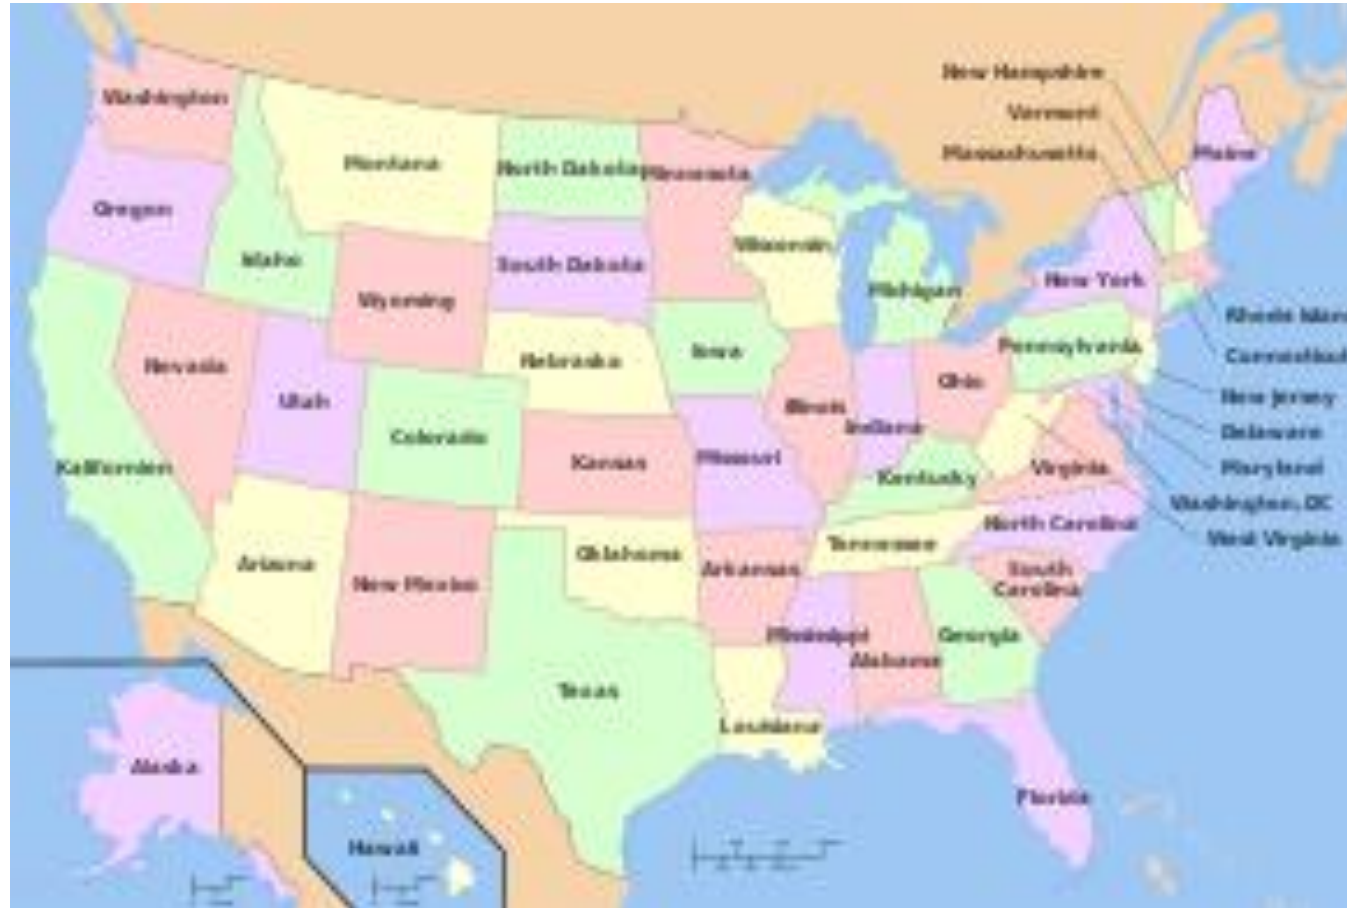 New Hampshire
Vermont
Massachusetts
Washington
Montana
North Dakota
Minnesota
Maine
Oregon
Idaho
South Dakota
Wisconsin
Wyoming
Michigan
New York
Rhode Islan
Connecticut
Nevada
Utah
Nebraska
Iowa
Pennsylvania
Ohio
Illinois
Indiana
New Jersey
Delaware
Colorado
Kansas
Missouri
Kentucky
Virginia
Maryland
Kalifornien
Washington, DC
West Virginia
Arizona
New Mexico
Oklahoma
Arkansas
Tennessee
North Carolina
South
Carolina
Mississippi
Alabama
Georgia
Texas
Louisiana
Alaska
Hawaii
Florida